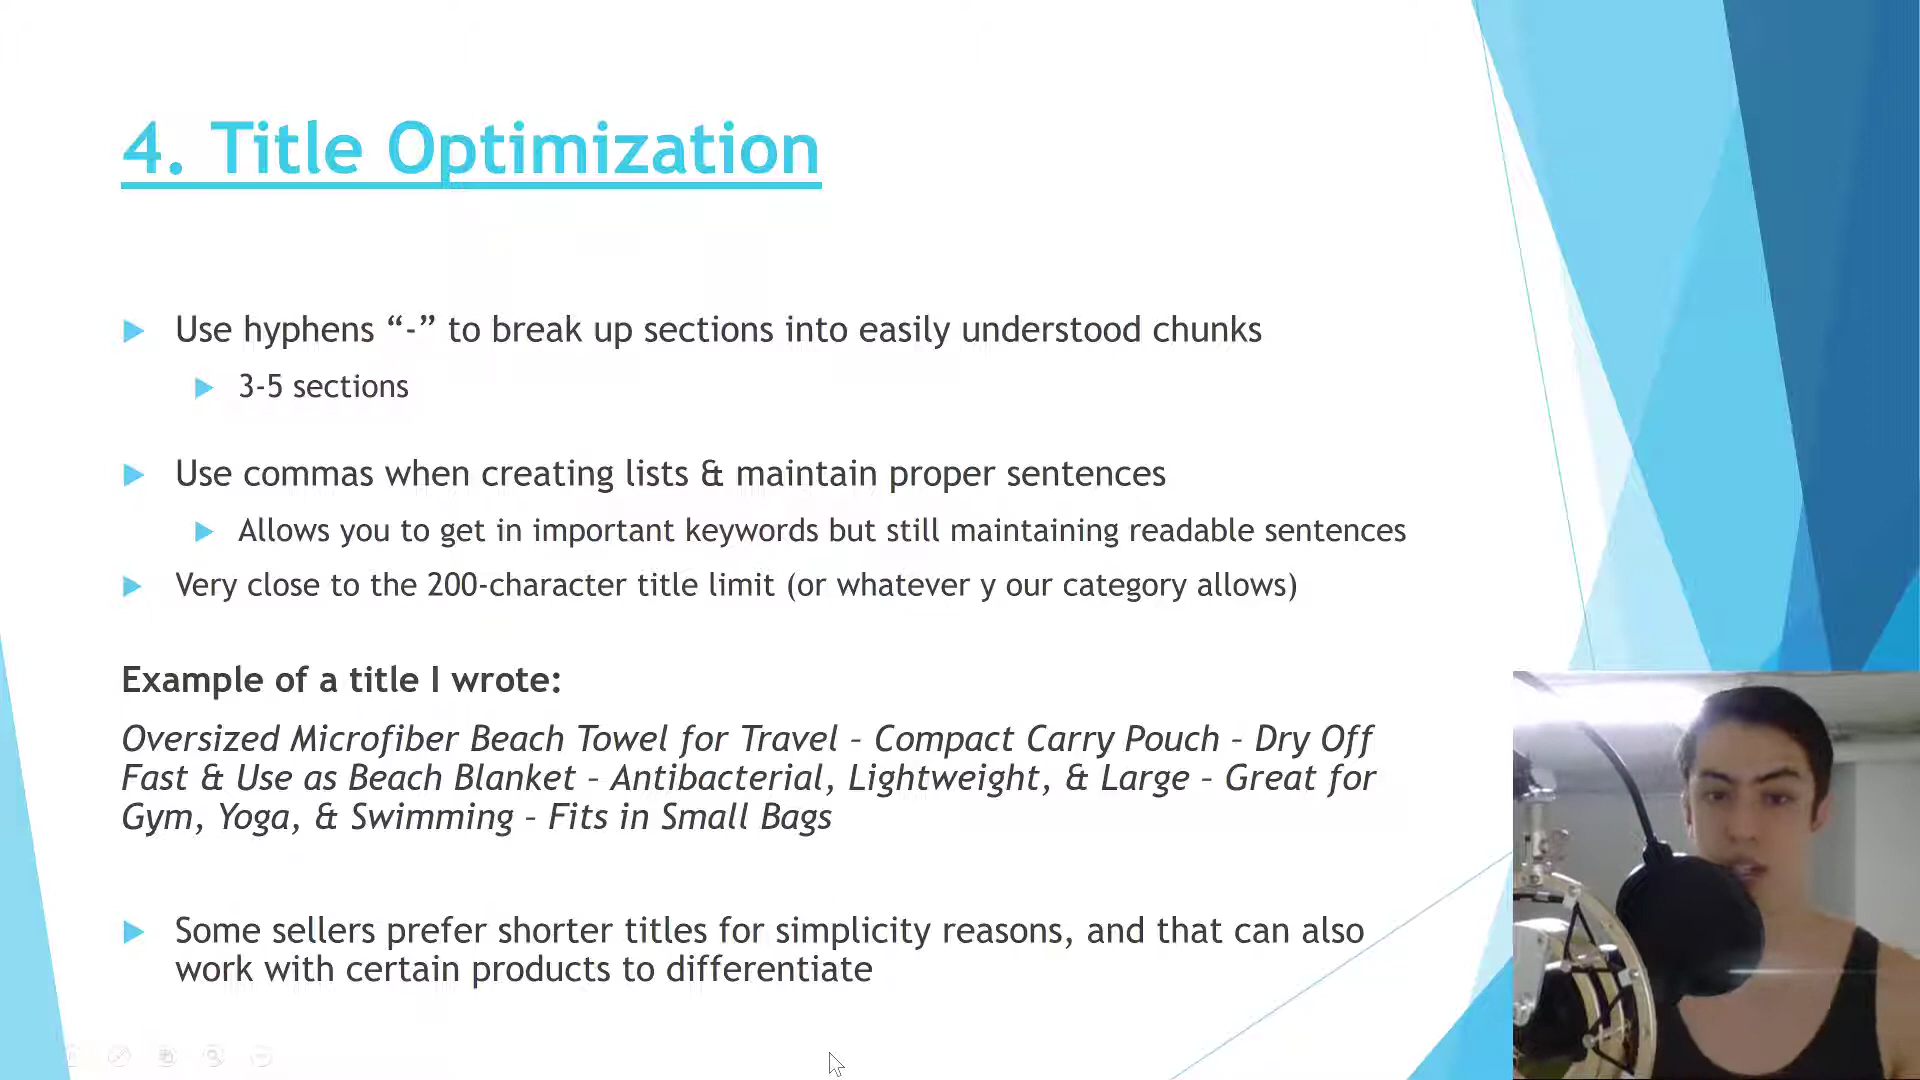 4. Title Optimization
Use hyphens “-” to break up sections into easily understood chunks
3-5 sections
Use commas when creating lists & maintain proper sentences
Allows you to get in important keywords but still maintaining readable sentences
Very close to the 200-character title limit (or whatever y our category allows)
Example of a title I wrote:
Oversized Microfiber Beach Towel for Travel – Compact Carry Pouch – Dry Off
Fast & Use as Beach Blanket – Antibacterial, Lightweight, & Large – Great for
Gym, Yoga, & Swimming – Fits in Small Bags
Some sellers prefer shorter titles for simplicity reasons, and that can also
work with certain products to differentiate